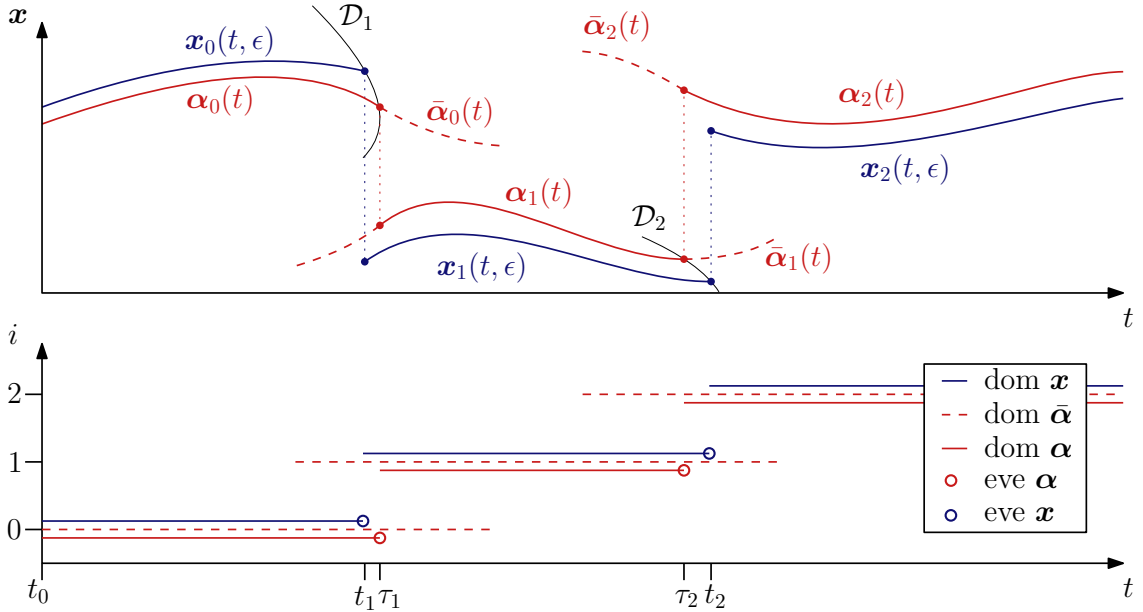 𝒙
𝒟₁
𝒙₀(t, ϵ)
𝜶₀(t)
ᾱ₀(t)
ᾱ₂(t)
𝜶₂(t)
𝒙₂(t, ϵ)
𝜶₁(t)
𝒟₂
𝒙₁(t, ϵ)
ᾱ₁(t)
t
i
2
1
0
dom 𝒙
dom ᾱ
dom 𝜶
eve 𝜶
eve 𝒙
t₀
t₁ τ₁
τ₂ t₂
t